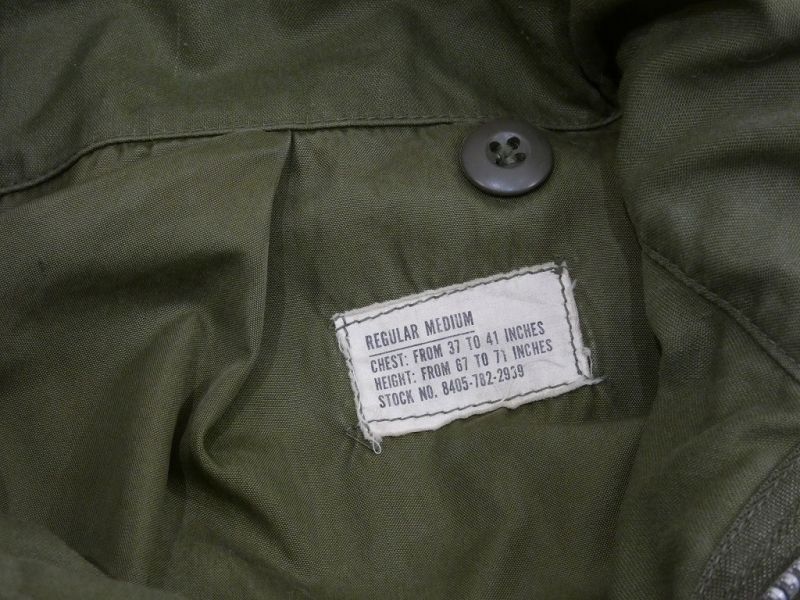 REGULAR MEDIUM
CHEST: FROM 37 TO 41 INCHES
HEIGHT: FROM 67 TO 71 INCHES
STOCK NO. 8405-782-2939